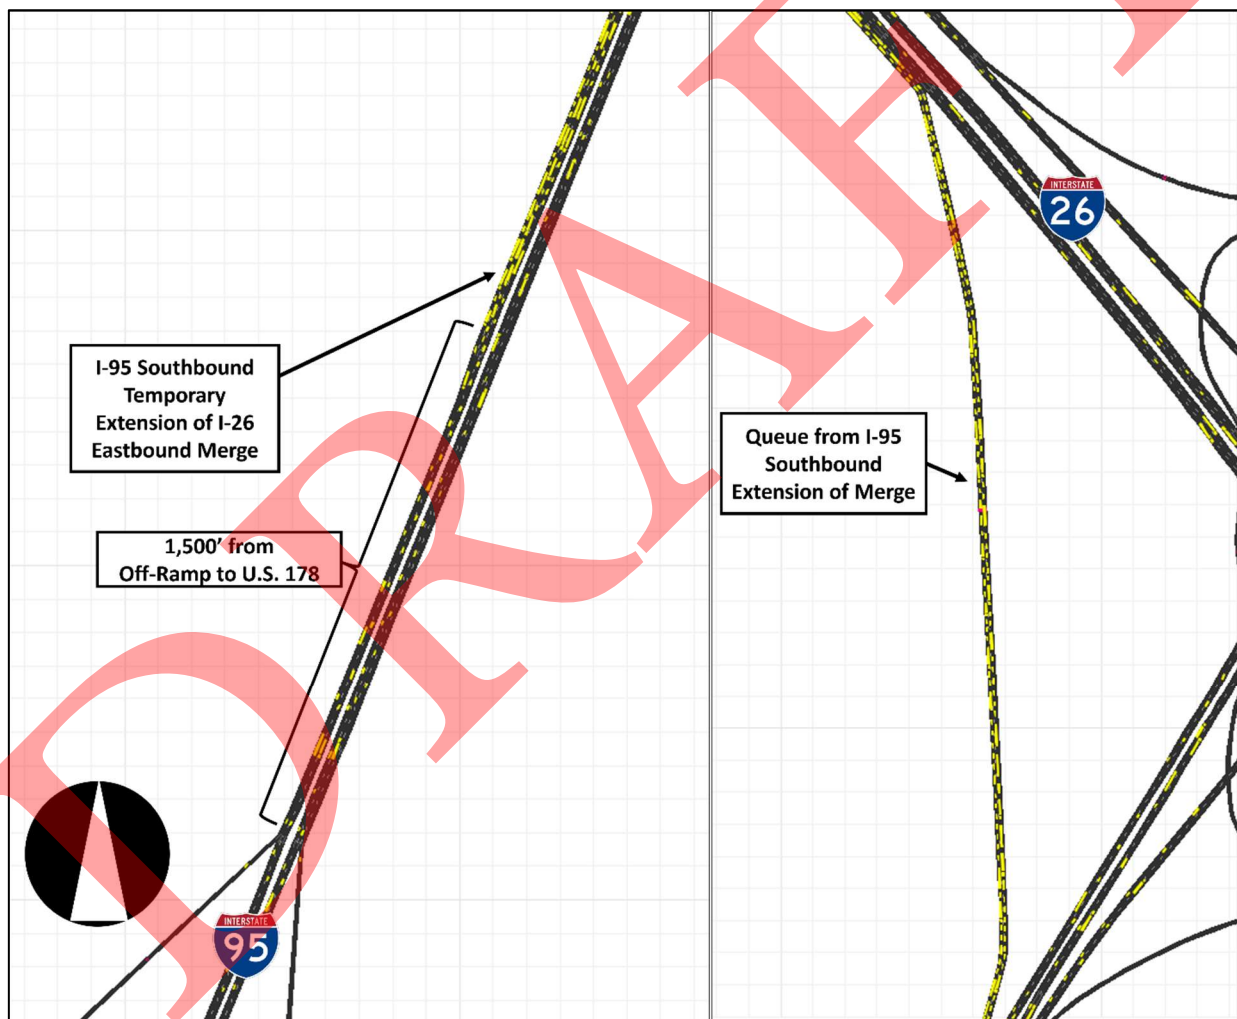 I-95 Southbound
Temporary
Extension of I-26
Eastbound Merge
1,500’ from
Off-Ramp to U.S. 178
INTERSTATE
95
INTERSTATE
26
Queue from I-95
Southbound
Extension of Merge
DRAF